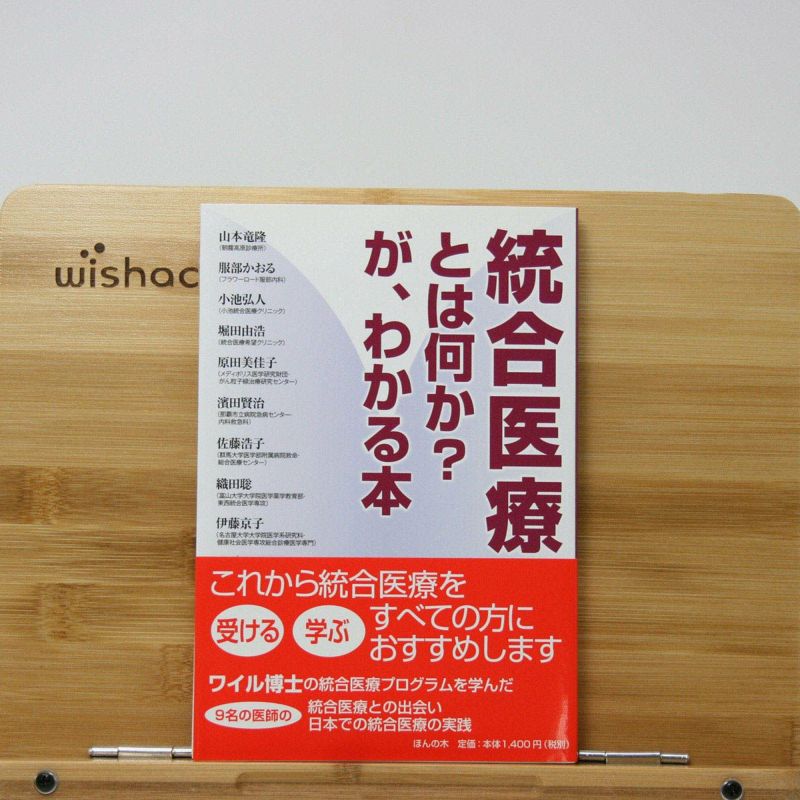 wishac
統合医療
とは何か?
が、わかる本
山本竜隆
(朝霧高原診療所)
服部かおる
(フラワーロード服部内科)
小池弘人
(小池統合医療クリニック)
堀田由浩
(統合医療希望クリニック)
原田美佳子
(メディポリス医学研究財団・
がん粒子線治療研究センター)
濱田賢治
(那覇市立病院急病センター・
内科救急科)
佐藤浩子
(群馬大学医学部附属病院救命・
総合医療センター)
織田聡
(富山大学大学院医学薬学教育部・
東西統合医学専攻)
伊藤京子
(名古屋大学大学院医学系研究科・
健康社会医学専攻総合診療医学専門)
これから統合医療を
受ける 学ぶ すべての方に
おすすめします
ワイル博士の統合医療プログラムを学んだ
9名の医師の 統合医療との出会い
日本での統合医療の実践
ほんの木 定価:本体1,400円(税別)